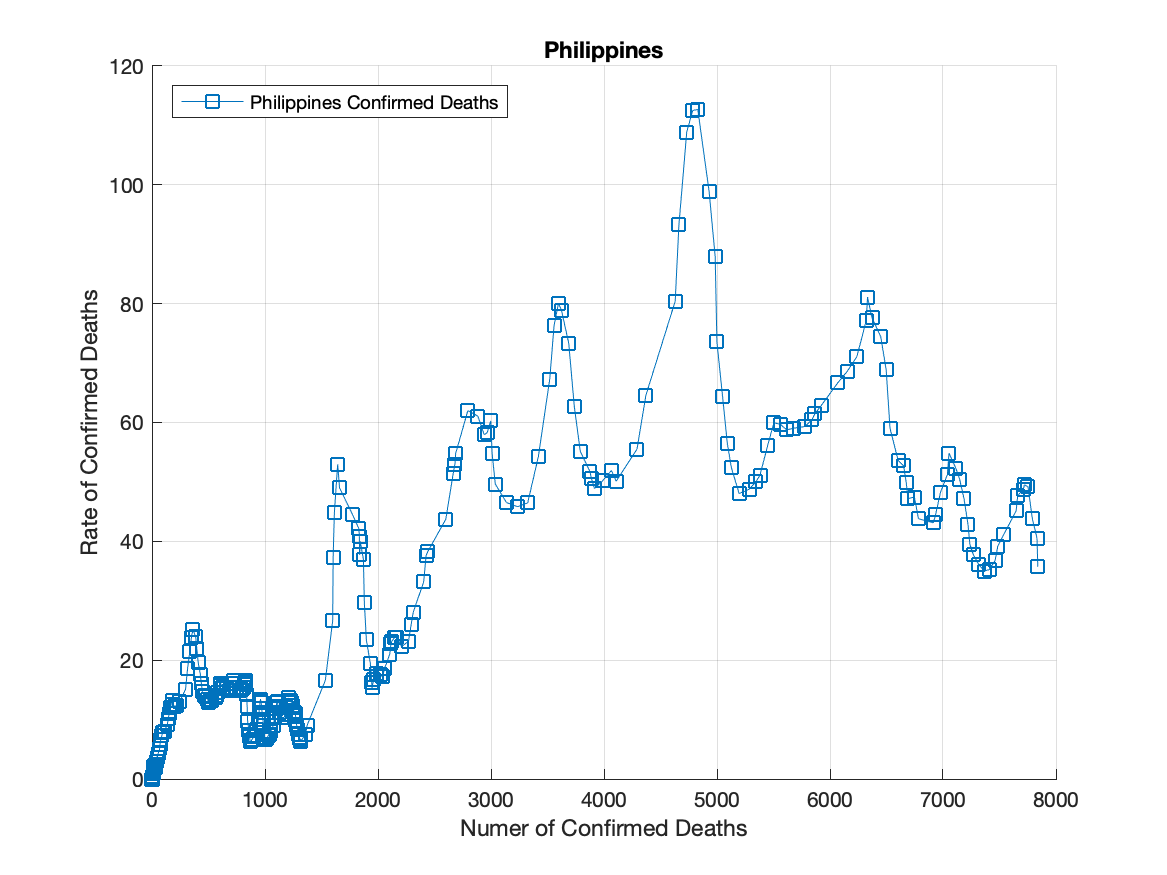 Philippines
Philippines Confirmed Deaths
120
100
80
60
40
20
0
Rate of Confirmed Deaths
0 1000 2000 3000 4000 5000 6000 7000 8000
Numer of Confirmed Deaths